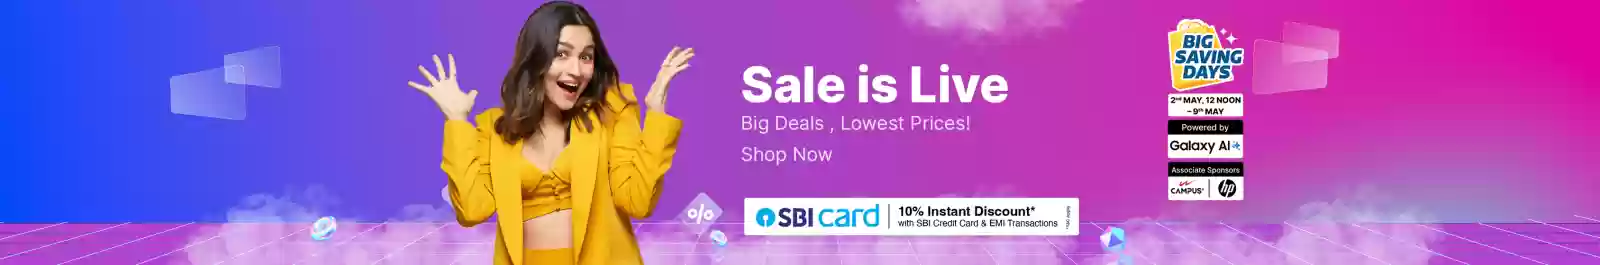 Sale is Live
Big Deals , Lowest Prices!
Shop Now
SBI card
10% Instant Discount*
with SBI Credit Card & EMI Transactions
BIG
SAVING
DAYS
2nd MAY, 12 NOON
- 9th MAY
Powered by
Galaxy AI
Associate Sponsors
CAMPUS
hp
%